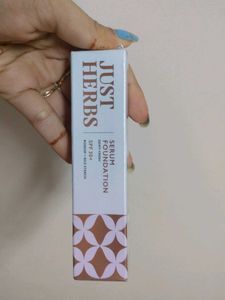 JUST
HERBS
SERUM
FOUNDATION
SPF 30+